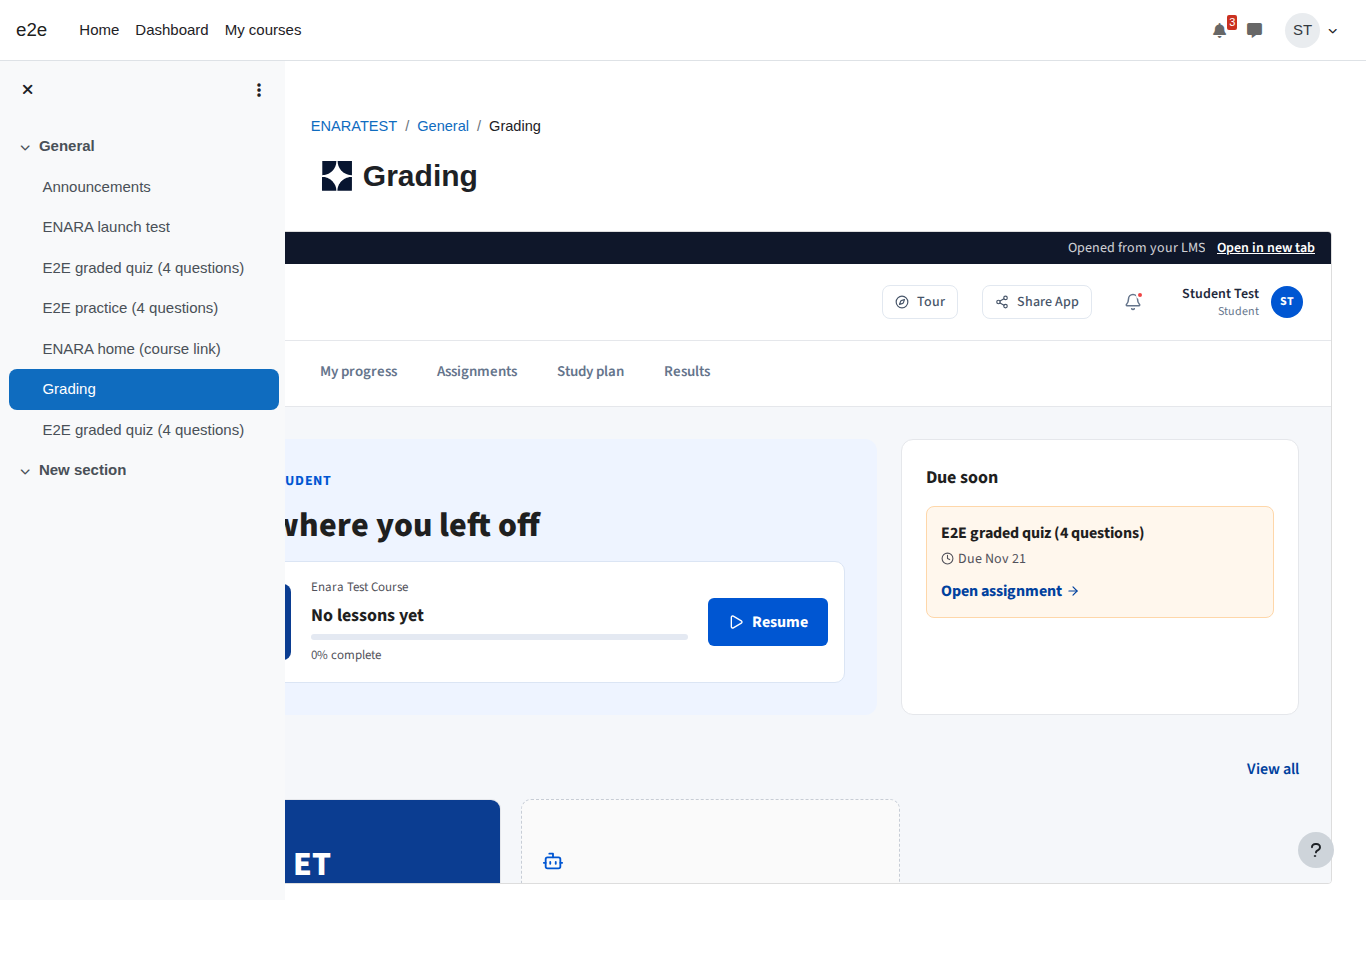 e2e
Home
Dashboard
My courses
3
ST
General
Announcements
ENARA launch test
E2E graded quiz (4 questions)
E2E practice (4 questions)
ENARA home (course link)
Grading
E2E graded quiz (4 questions)
New section
ENARATEST / General / Grading
Grading
Opened from your LMS Open in new tab
Tour
Share App
Student Test
Student
ST
My progress
Assignments
Study plan
Results
UDENT
where you left off
Enara Test Course
No lessons yet
0% complete
Resume
Due soon
E2E graded quiz (4 questions)
Due Nov 21
Open assignment →
View all
ET
?